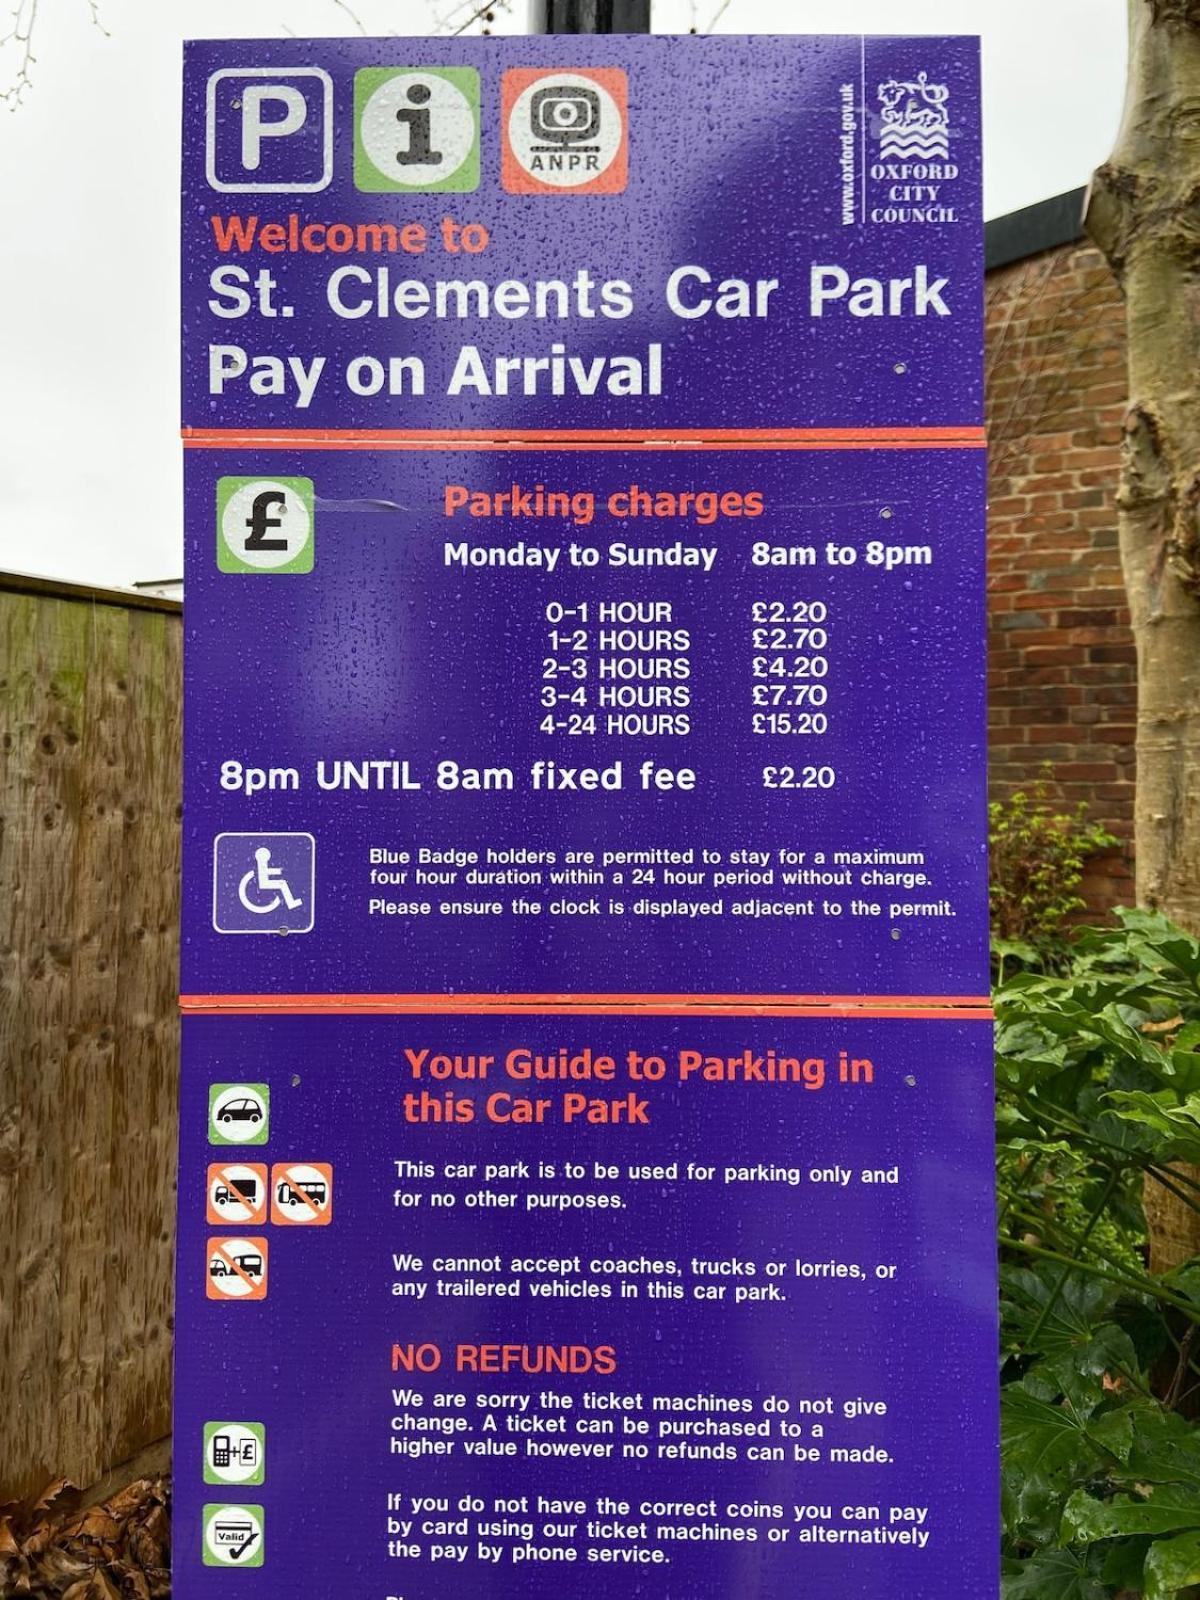 P i ANPR
www.oxford.gov.uk
OXFORD
CITY
COUNCIL
Welcome to
St. Clements Car Park
Pay on Arrival
£
Parking charges
Monday to Sunday 8am to 8pm
0-1 HOUR £2.20
1-2 HOURS £2.70
2-3 HOURS £4.20
3-4 HOURS £7.70
4-24 HOURS £15.20
8pm UNTIL 8am fixed fee £2.20
Blue Badge holders are permitted to stay for a maximum
four hour duration within a 24 hour period without charge.
Please ensure the clock is displayed adjacent to the permit.
Your Guide to Parking in
this Car Park
This car park is to be used for parking only and
for no other purposes.
We cannot accept coaches, trucks or lorries, or
any trailered vehicles in this car park.
NO REFUNDS
We are sorry the ticket machines do not give
change. A ticket can be purchased to a
higher value however no refunds can be made.
+£
If you do not have the correct coins you can pay
by card using our ticket machines or alternatively
the pay by phone service.
Valid